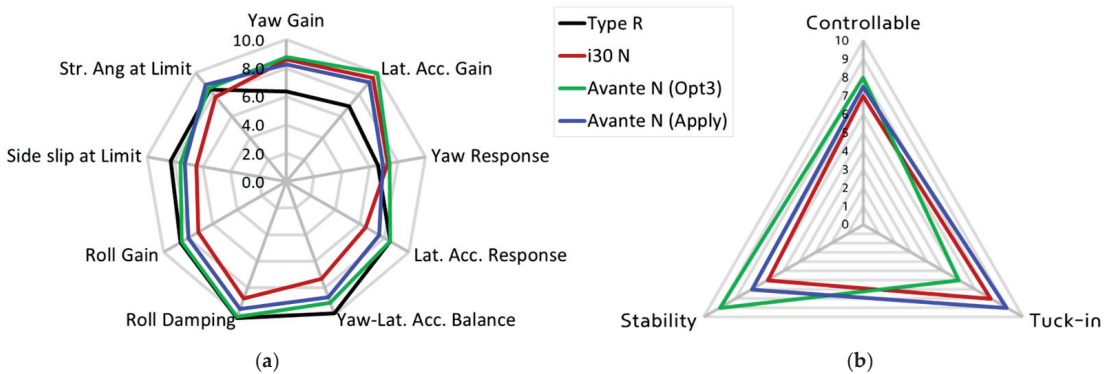 Yaw Gain
10.0
8.0
6.0
4.0
2.0
0.0
Lat. Acc. Gain
Yaw Response
Lat. Acc. Response
Yaw-Lat. Acc. Balance
Roll Damping
Roll Gain
Side slip at Limit
Str. Ang at Limit
(a)
Type R
i30 N
Avante N (Opt3)
Avante N (Apply)
Controllable
10
9
8
7
6
5
4
3
2
1
0
Stability
Tuck-in
(b)